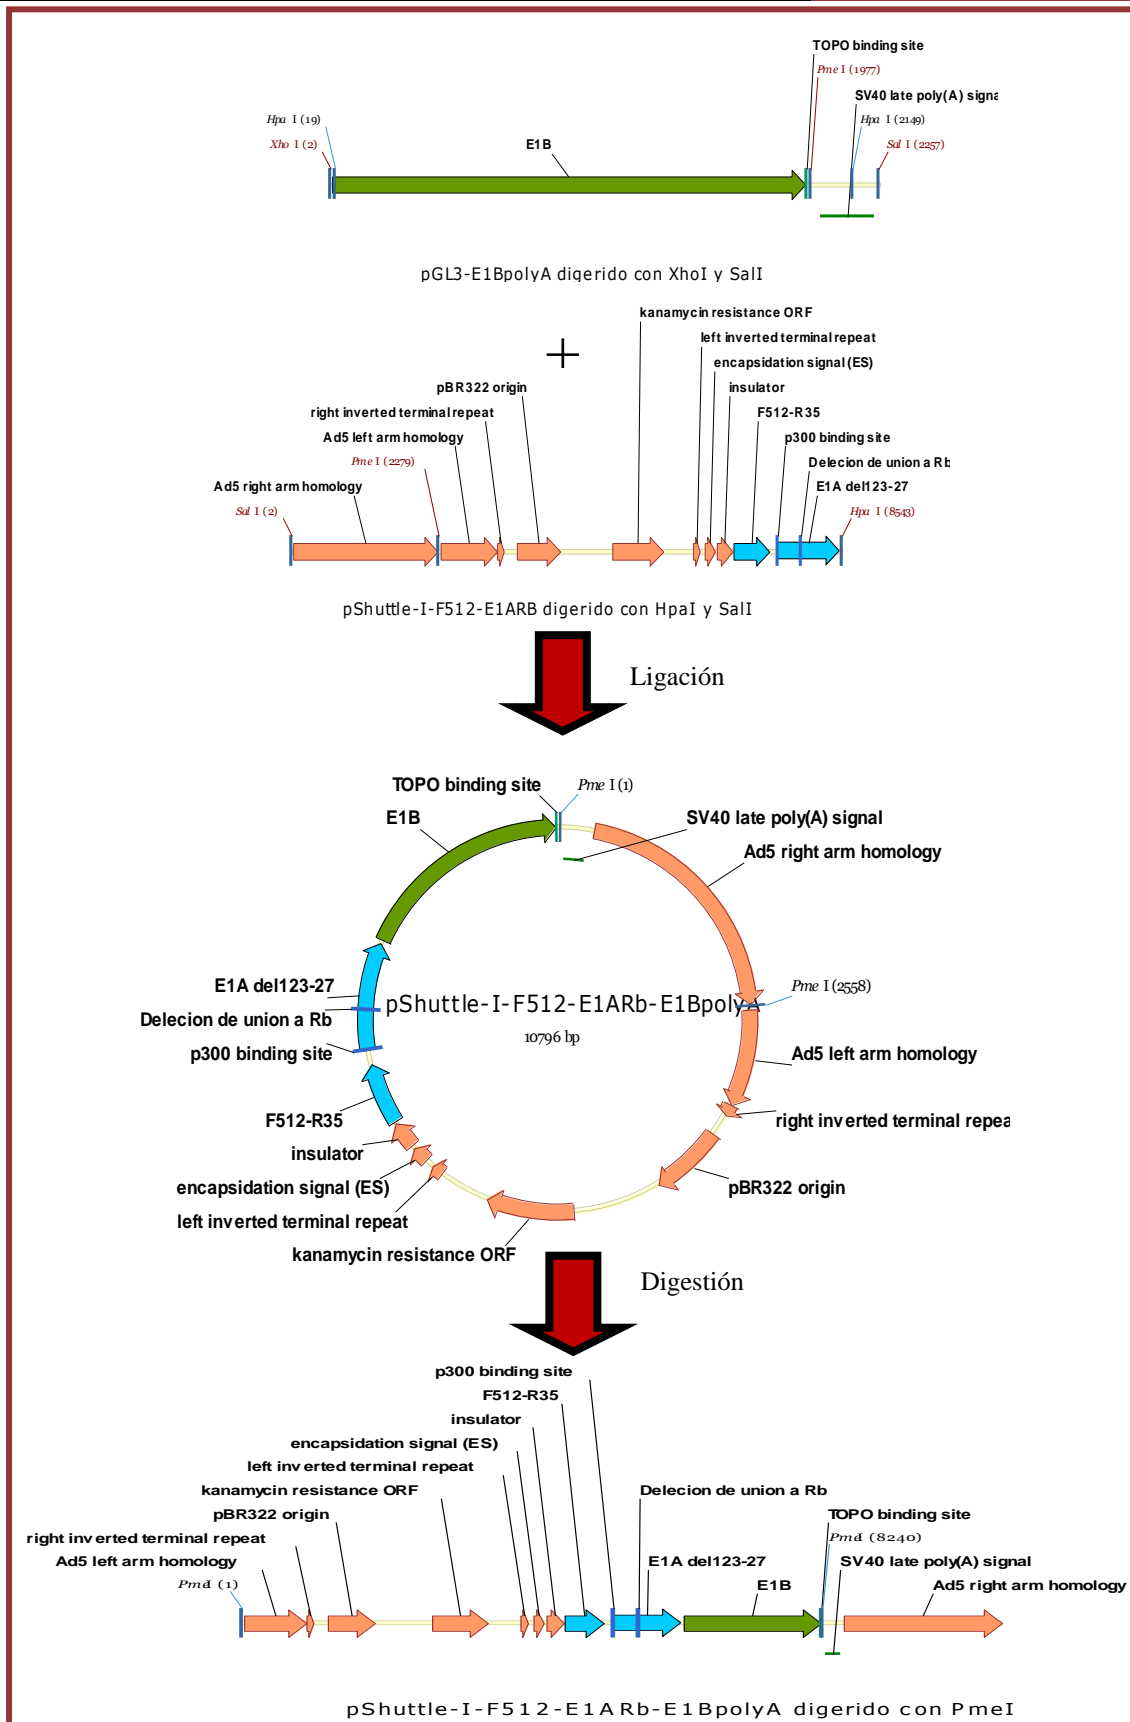 TOPO binding site
Pme I (1977)
SV40 late poly(A) signa
Hpa I (19)
Hpa I (2149)
Xho I (2)
E1B
Sal I (2257)
pGL3-E1BpolyA digerido con XhoI y SalI
kanamycin resistance ORF
left inverted terminal repeat
+
encapsidation signal (ES)
pBR322 origin
insulator
right inverted terminal repeat
F512-R35
Ad5 left arm homology
p300 binding site
Pme I (2279)
Delecion de union a Rb
Ad5 right arm homology
E1A del123-27
Sal I (2)
Hpa I (8543)
pShuttle-I-F512-E1ARB digerido con HpaI y SalI
Ligación
TOPO binding site
Pme I (1)
E1B
SV40 late poly(A) signal
Ad5 right arm homology
E1A del123-27
Pme I (2558)
pShuttle-I-F512-E1ARb-E1BpolyA
Delecion de union a Rb
10796 bp
p300 binding site
Ad5 left arm homology
F512-R35
right inverted terminal repea
insulator
encapsidation signal (ES)
pBR322 origin
left inverted terminal repeat
kanamycin resistance ORF
Digestión
p300 binding site
F512-R35
insulator
encapsidation signal (ES)
left inverted terminal repeat
kanamycin resistance ORF
Delecion de union a Rb
pBR322 origin
TOPO binding site
right inverted terminal repeat
PmeI (8240)
Ad5 left arm homology
E1A del123-27
SV40 late poly(A) signal
PmeI (1)
E1B
Ad5 right arm homology
pShuttle-I-F512-E1ARb-E1BpolyA digerido con PmeI